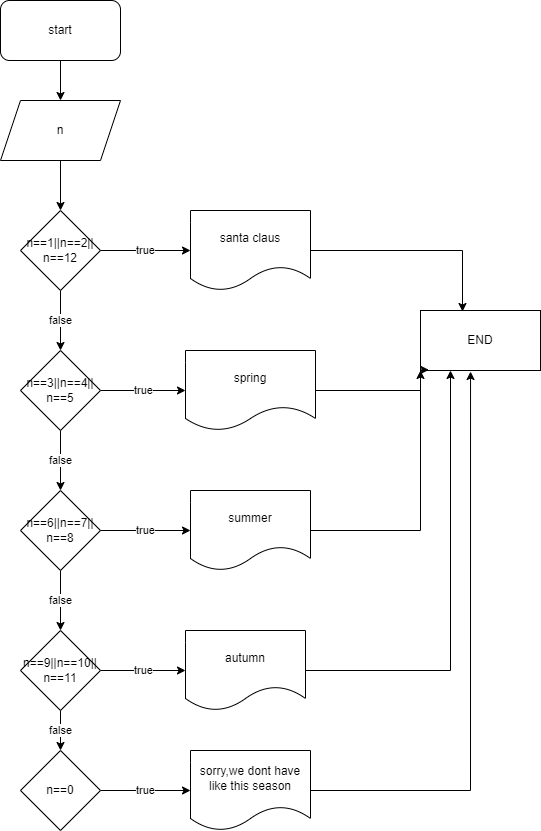 start
n
n==1||n==2||
n==12
true
santa claus
false
END
n==3||n==4||
n==5
true
spring
false
n==6||n==7||
n==8
true
summer
false
n==9||n==10||
n==11
true
autumn
false
n==0
true
sorry,we dont have
like this season